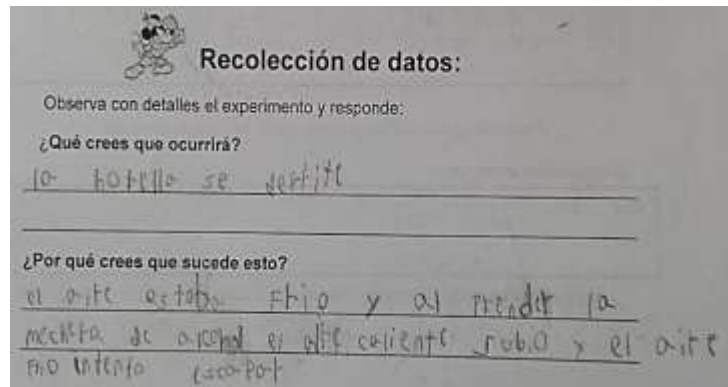 Recolección de datos:
Observa con detalles el experimento y responde:
¿Qué crees que ocurrirá?
la botella se
¿Por qué crees que sucede esto?
el aire estaba Frio y al prender la
mechera de alcohol el aire caliente subio y el aire
Frio intento escapar